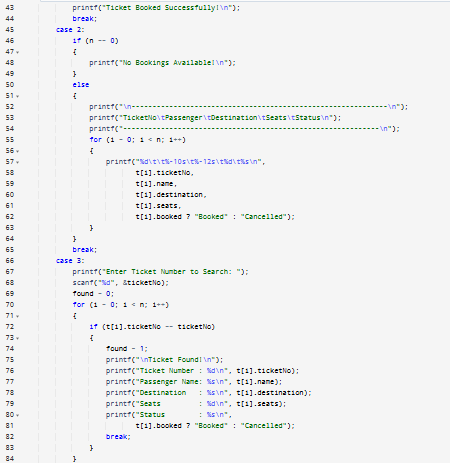 43 printf("Ticket Booked Successfully!\n");
44 break;
45 case 2:
46 if (n == 0)
47 {
48 printf("No Bookings Available!\n");
49 }
50 else
51 {
52 printf("\n----------------------------------------------------------\n");
53 printf("TicketNo\tPassenger\tDestination\tSeats\tStatus\n");
54 printf("----------------------------------------------------------\n");
55 for (i = 0; i < n; i++)
56 {
57 printf("%d\t\t%-10s\t%-12s\t%d\t%s\n",
58 t[i].ticketNo,
59 t[i].name,
60 t[i].destination,
61 t[i].seats,
62 t[i].booked ? "Booked" : "Cancelled");
63 }
64 }
65 break;
66 case 3:
67 printf("Enter Ticket Number to Search: ");
68 scanf("%d", &ticketNo);
69 found = 0;
70 for (i = 0; i < n; i++)
71 {
72 if (t[i].ticketNo == ticketNo)
73 {
74 found = 1;
75 printf("\nTicket Found!\n");
76 printf("Ticket Number : %d\n", t[i].ticketNo);
77 printf("Passenger Name: %s\n", t[i].name);
78 printf("Destination   : %s\n", t[i].destination);
79 printf("Seats         : %d\n", t[i].seats);
80 printf("Status        : %s\n",
81 t[i].booked ? "Booked" : "Cancelled");
82 break;
83 }
84 }